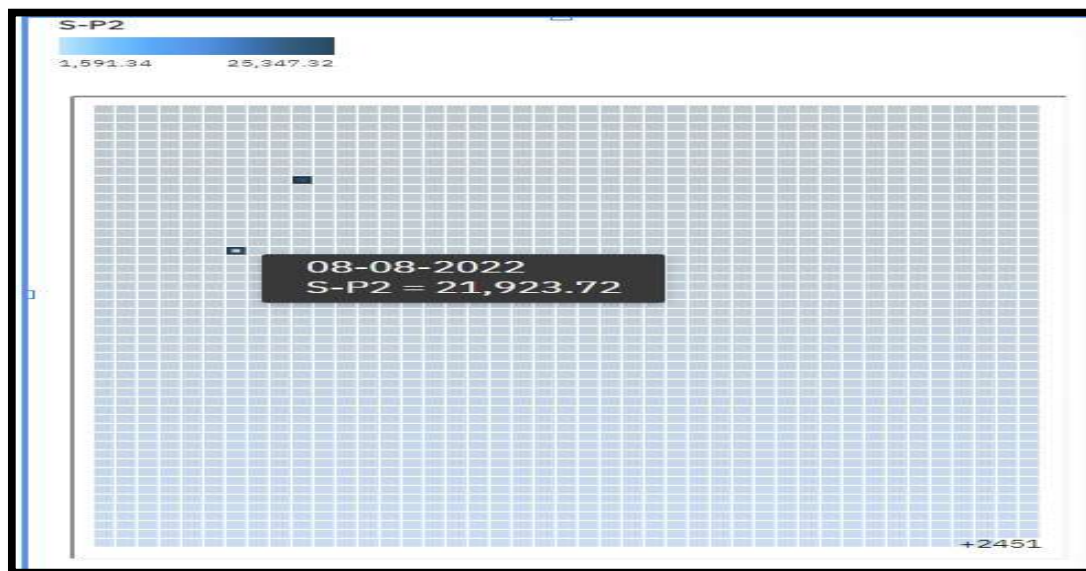 S-P2
1,591.34 25,347.32
08-08-2022
S-P2 = 21,923.72
+2451